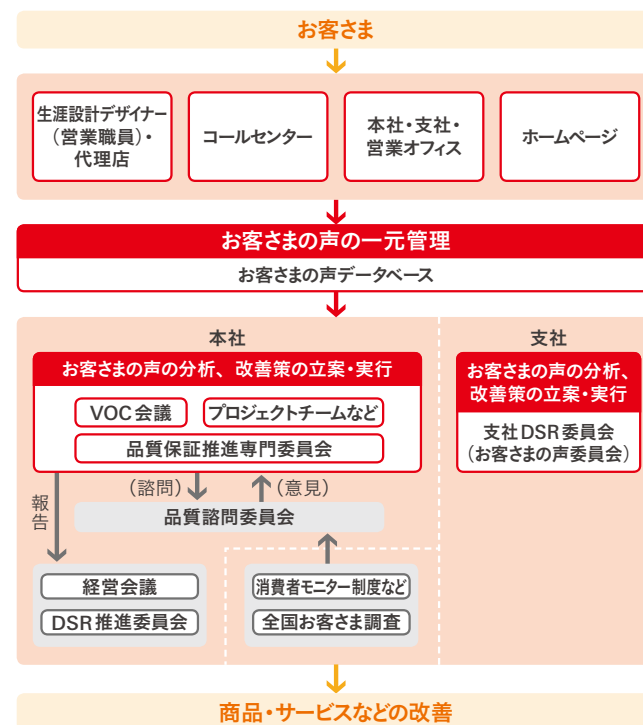 お客さま
生涯設計デザイナー
（営業職員）・
代理店
コールセンター
本社・支社・
営業オフィス
ホームページ
お客さまの声の一元管理
お客さまの声データベース
本社
お客さまの声の分析、改善策の立案・実行
VOC会議
プロジェクトチームなど
品質保証推進専門委員会
（諮問）
（意見）
報告
品質諮問委員会
経営会議
DSR推進委員会
消費者モニター制度など
全国お客さま調査
支社
お客さまの声の分析、
改善策の立案・実行
支社DSR委員会
（お客さまの声委員会）
商品・サービスなどの改善